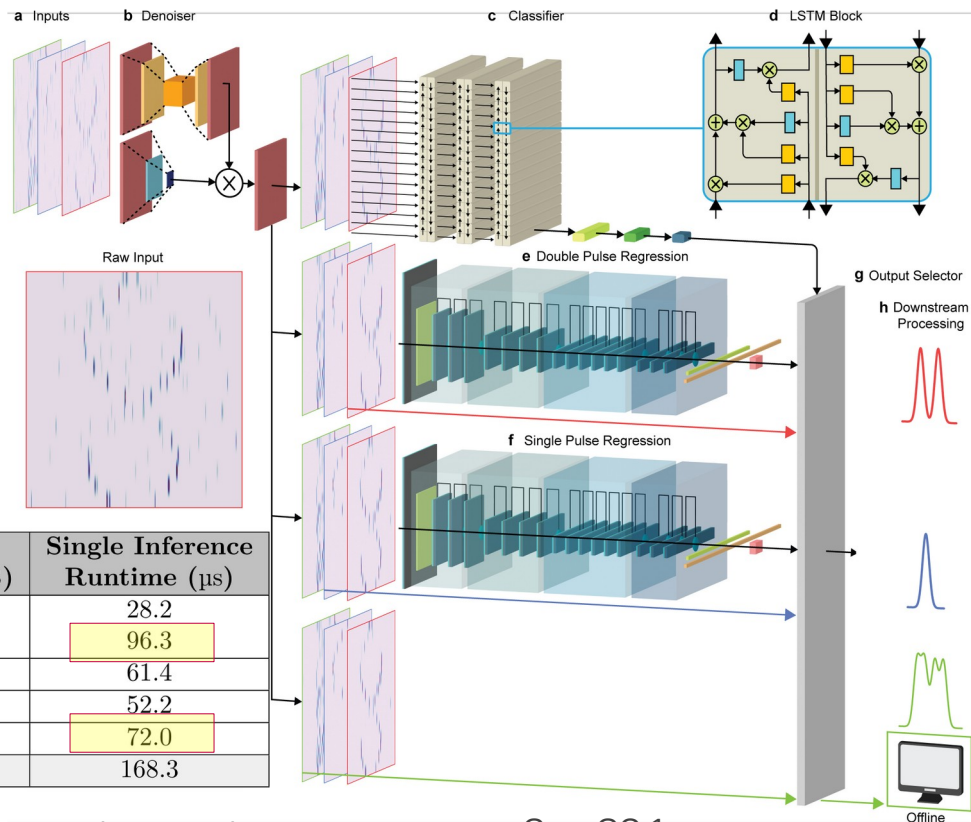 a Inputs
b Denoiser
c Classifier
d LSTM Block
Raw Input
e Double Pulse Regression
g Output Selector
h Downstream
Processing
f Single Pulse Regression
Single Inference
Runtime (µs)
28.2
96.3
61.4
52.2
72.0
168.3
Offline